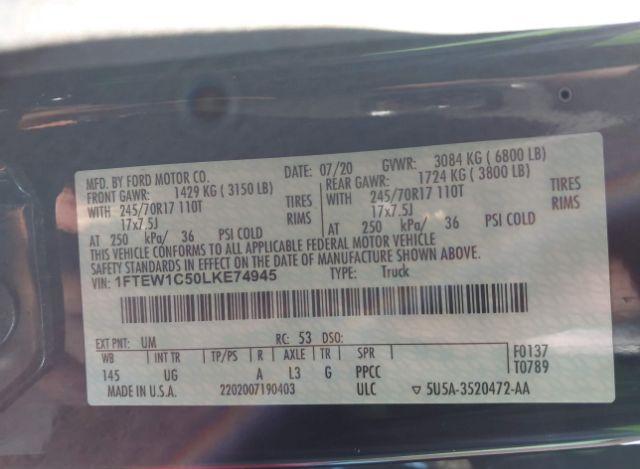 MFD. BY FORD MOTOR CO. DATE: 07/20 GVWR: 3084 KG ( 6800 LB)
FRONT GAWR: 1429 KG ( 3150 LB) REAR GAWR: 1724 KG ( 3800 LB)
WITH 245/70R17 110T TIRES WITH 245/70R17 110T TIRES
17x7.5J RIMS 17x7.5J RIMS
AT 250 kPa/ 36 PSI COLD AT 250 kPa/ 36 PSI COLD
THIS VEHICLE CONFORMS TO ALL APPLICABLE FEDERAL MOTOR VEHICLE
SAFETY STANDARDS IN EFFECT ON THE DATE OF MANUFACTURE SHOWN ABOVE.
VIN: 1FTEW1C50LKE74945 TYPE: Truck
EXT PNT: UM RC: 53 DSO:
WB INT TR TP/PS R AXLE TR SPR F0137
145 UG A L3 G PPCC T0789
MADE IN U.S.A. 2202007190403 ULC ▽ 5U5A-3520472-AA